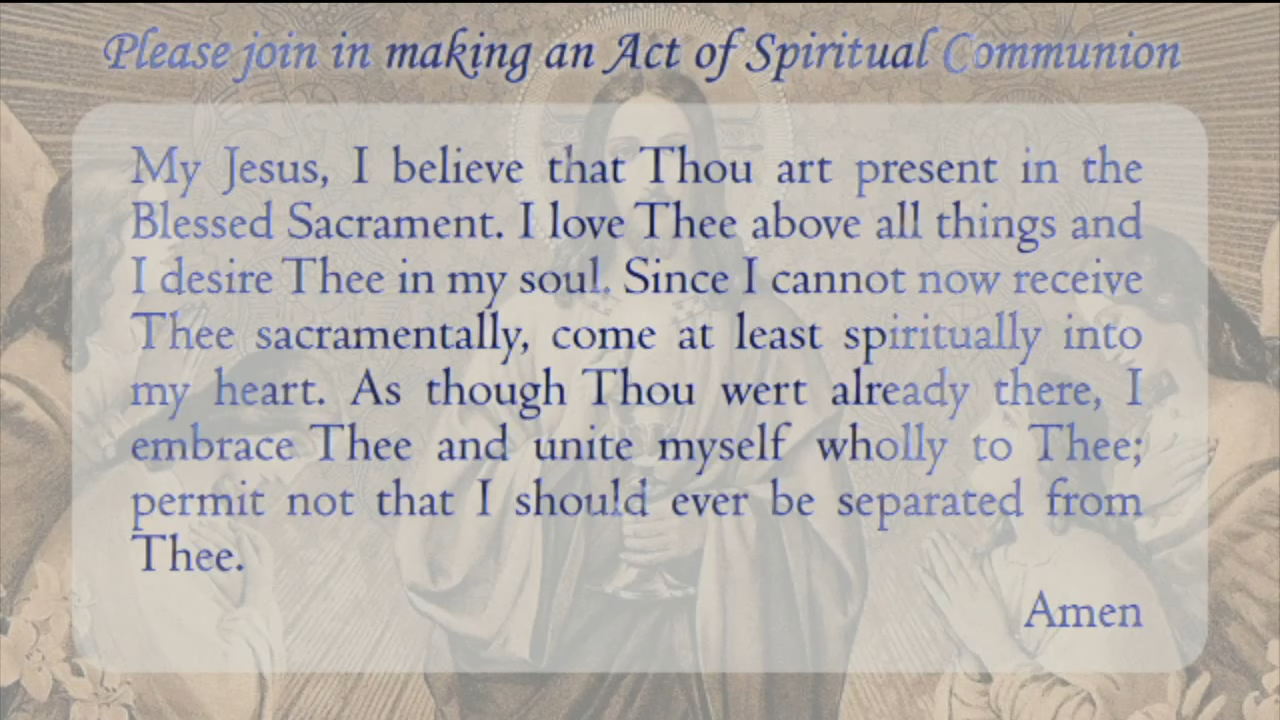 Please join in making an Act of Spiritual Communion
My Jesus, I believe that Thou art present in the
Blessed Sacrament. I love Thee above all things and
I desire Thee in my soul. Since I cannot now receive
Thee sacramentally, come at least spiritually into
my heart. As though Thou wert already there, I
embrace Thee and unite myself wholly to Thee;
permit not that I should ever be separated from
Thee.
Amen